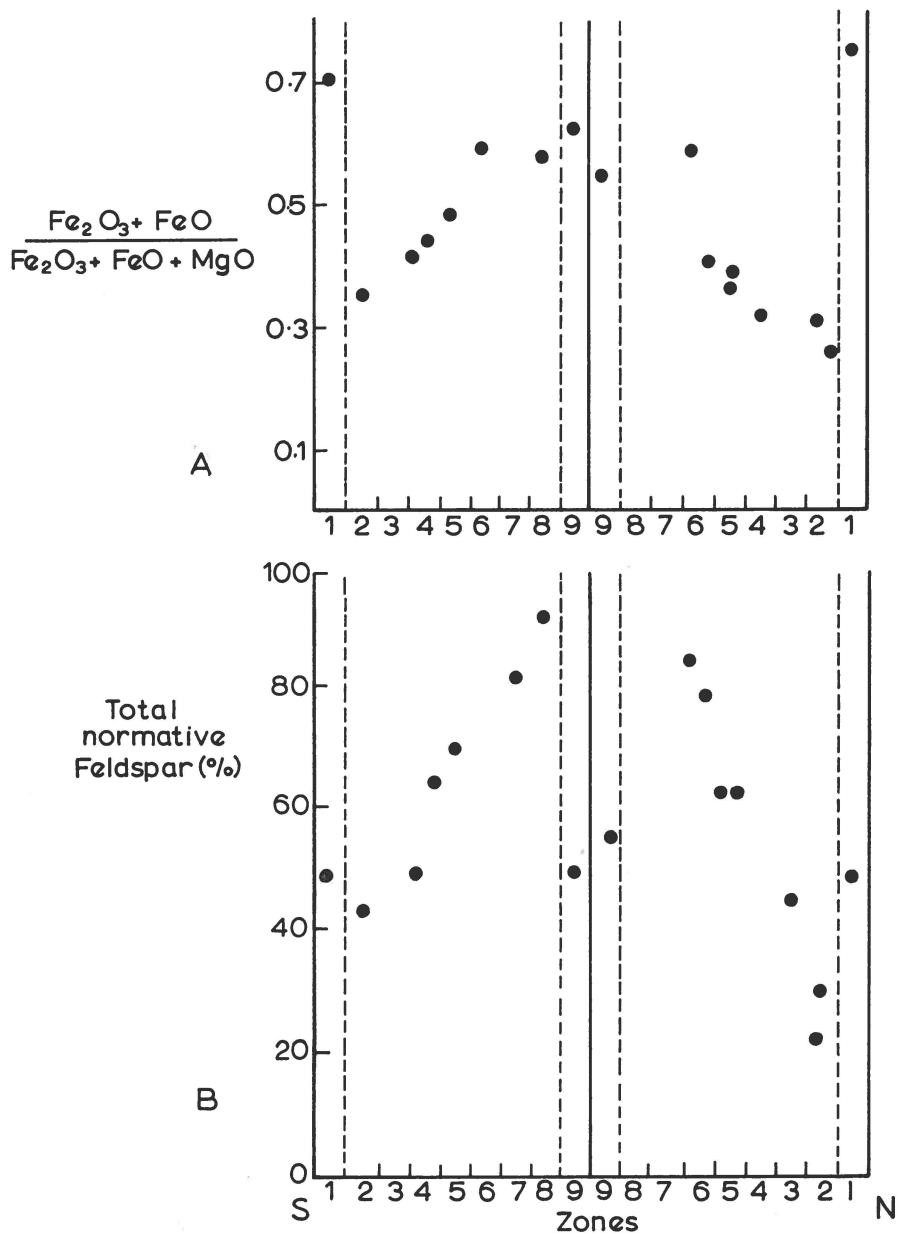 0.7
0.5
0.3
0.1
Fe₂O₃+ FeO
Fe₂O₃+ FeO + MgO
A
1 2 3 4 5 6 7 8 9 9 8 7 6 5 4 3 2 1
100
80
60
40
20
0
Total
normative
Feldspar (%)
B
1 2 3 4 5 6 7 8 9 9 8 7 6 5 4 3 2 1
S
Zones
N